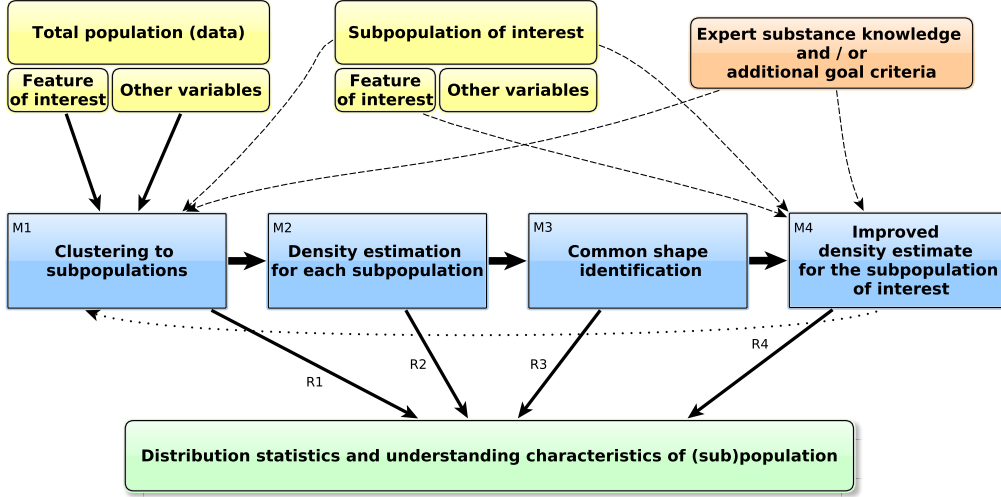 Total population (data)
Feature
of interest
Other variables
Subpopulation of interest
Feature
of interest
Other variables
Expert substance knowledge
and / or
additional goal criteria
M1
Clustering to
subpopulations
M2
Density estimation
for each subpopulation
M3
Common shape
identification
M4
Improved
density estimate
for the subpopulation
of interest
R1
R2
R3
R4
Distribution statistics and understanding characteristics of (sub)population